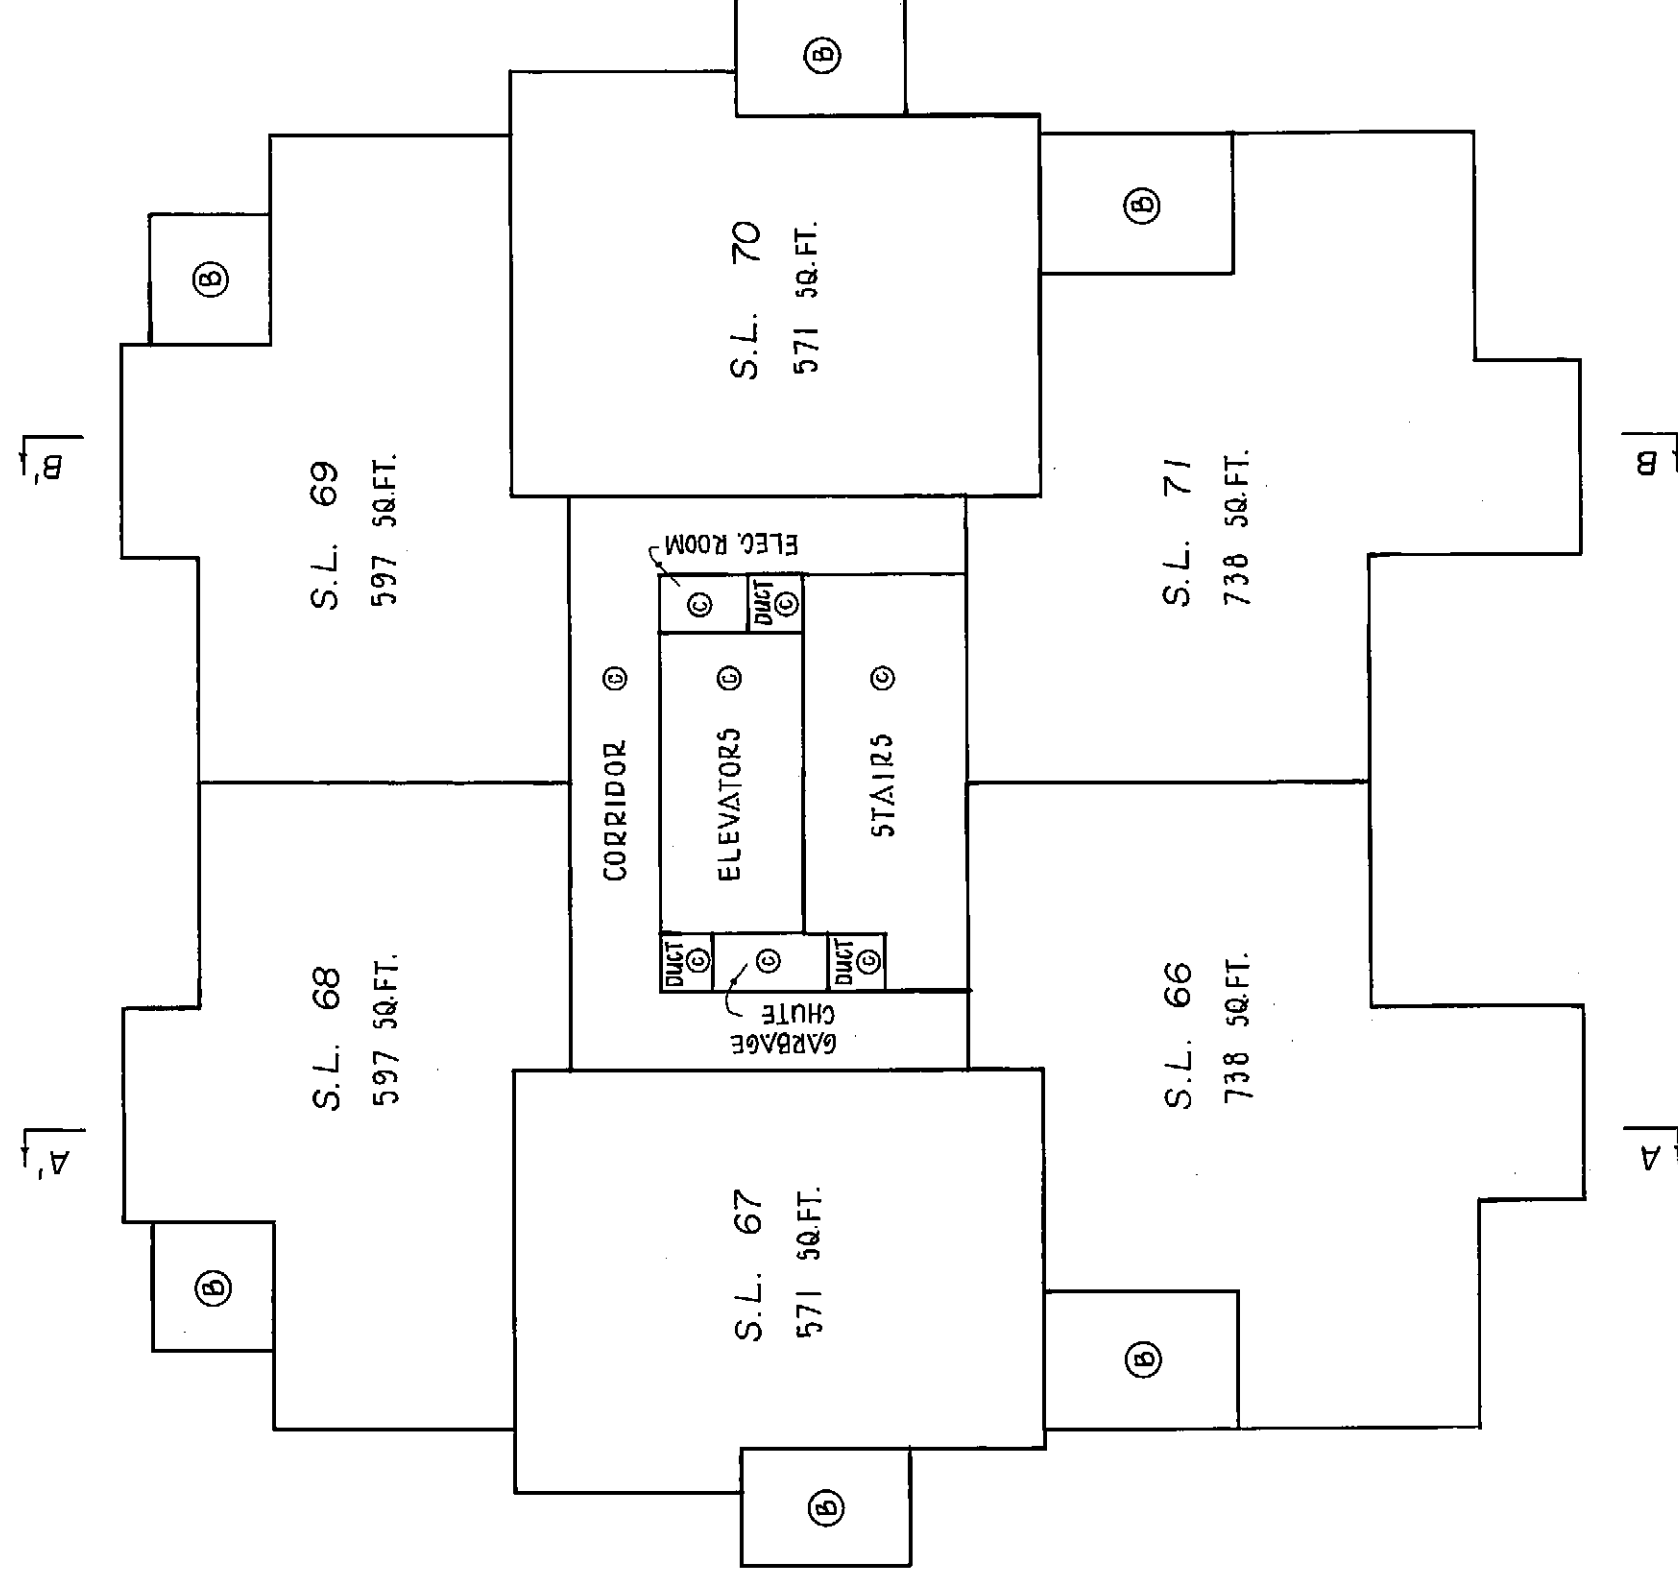 B'
B
A'
A
S.L. 69
597 SQ.FT.
Ⓑ
S.L. 70
571 SQ.FT.
Ⓑ
S.L. 71
738 SQ.FT.
Ⓑ
S.L. 68
597 SQ.FT.
Ⓑ
S.L. 67
571 SQ.FT.
Ⓑ
S.L. 66
738 SQ.FT.
Ⓑ
CORRIDOR Ⓒ
ELEVATORS Ⓒ
STAIRS Ⓒ
ELEC. ROOM
Ⓒ
DUCT
Ⓒ
DUCT
Ⓒ
GARBAGE
CHUTE
Ⓒ
DUCT
Ⓒ